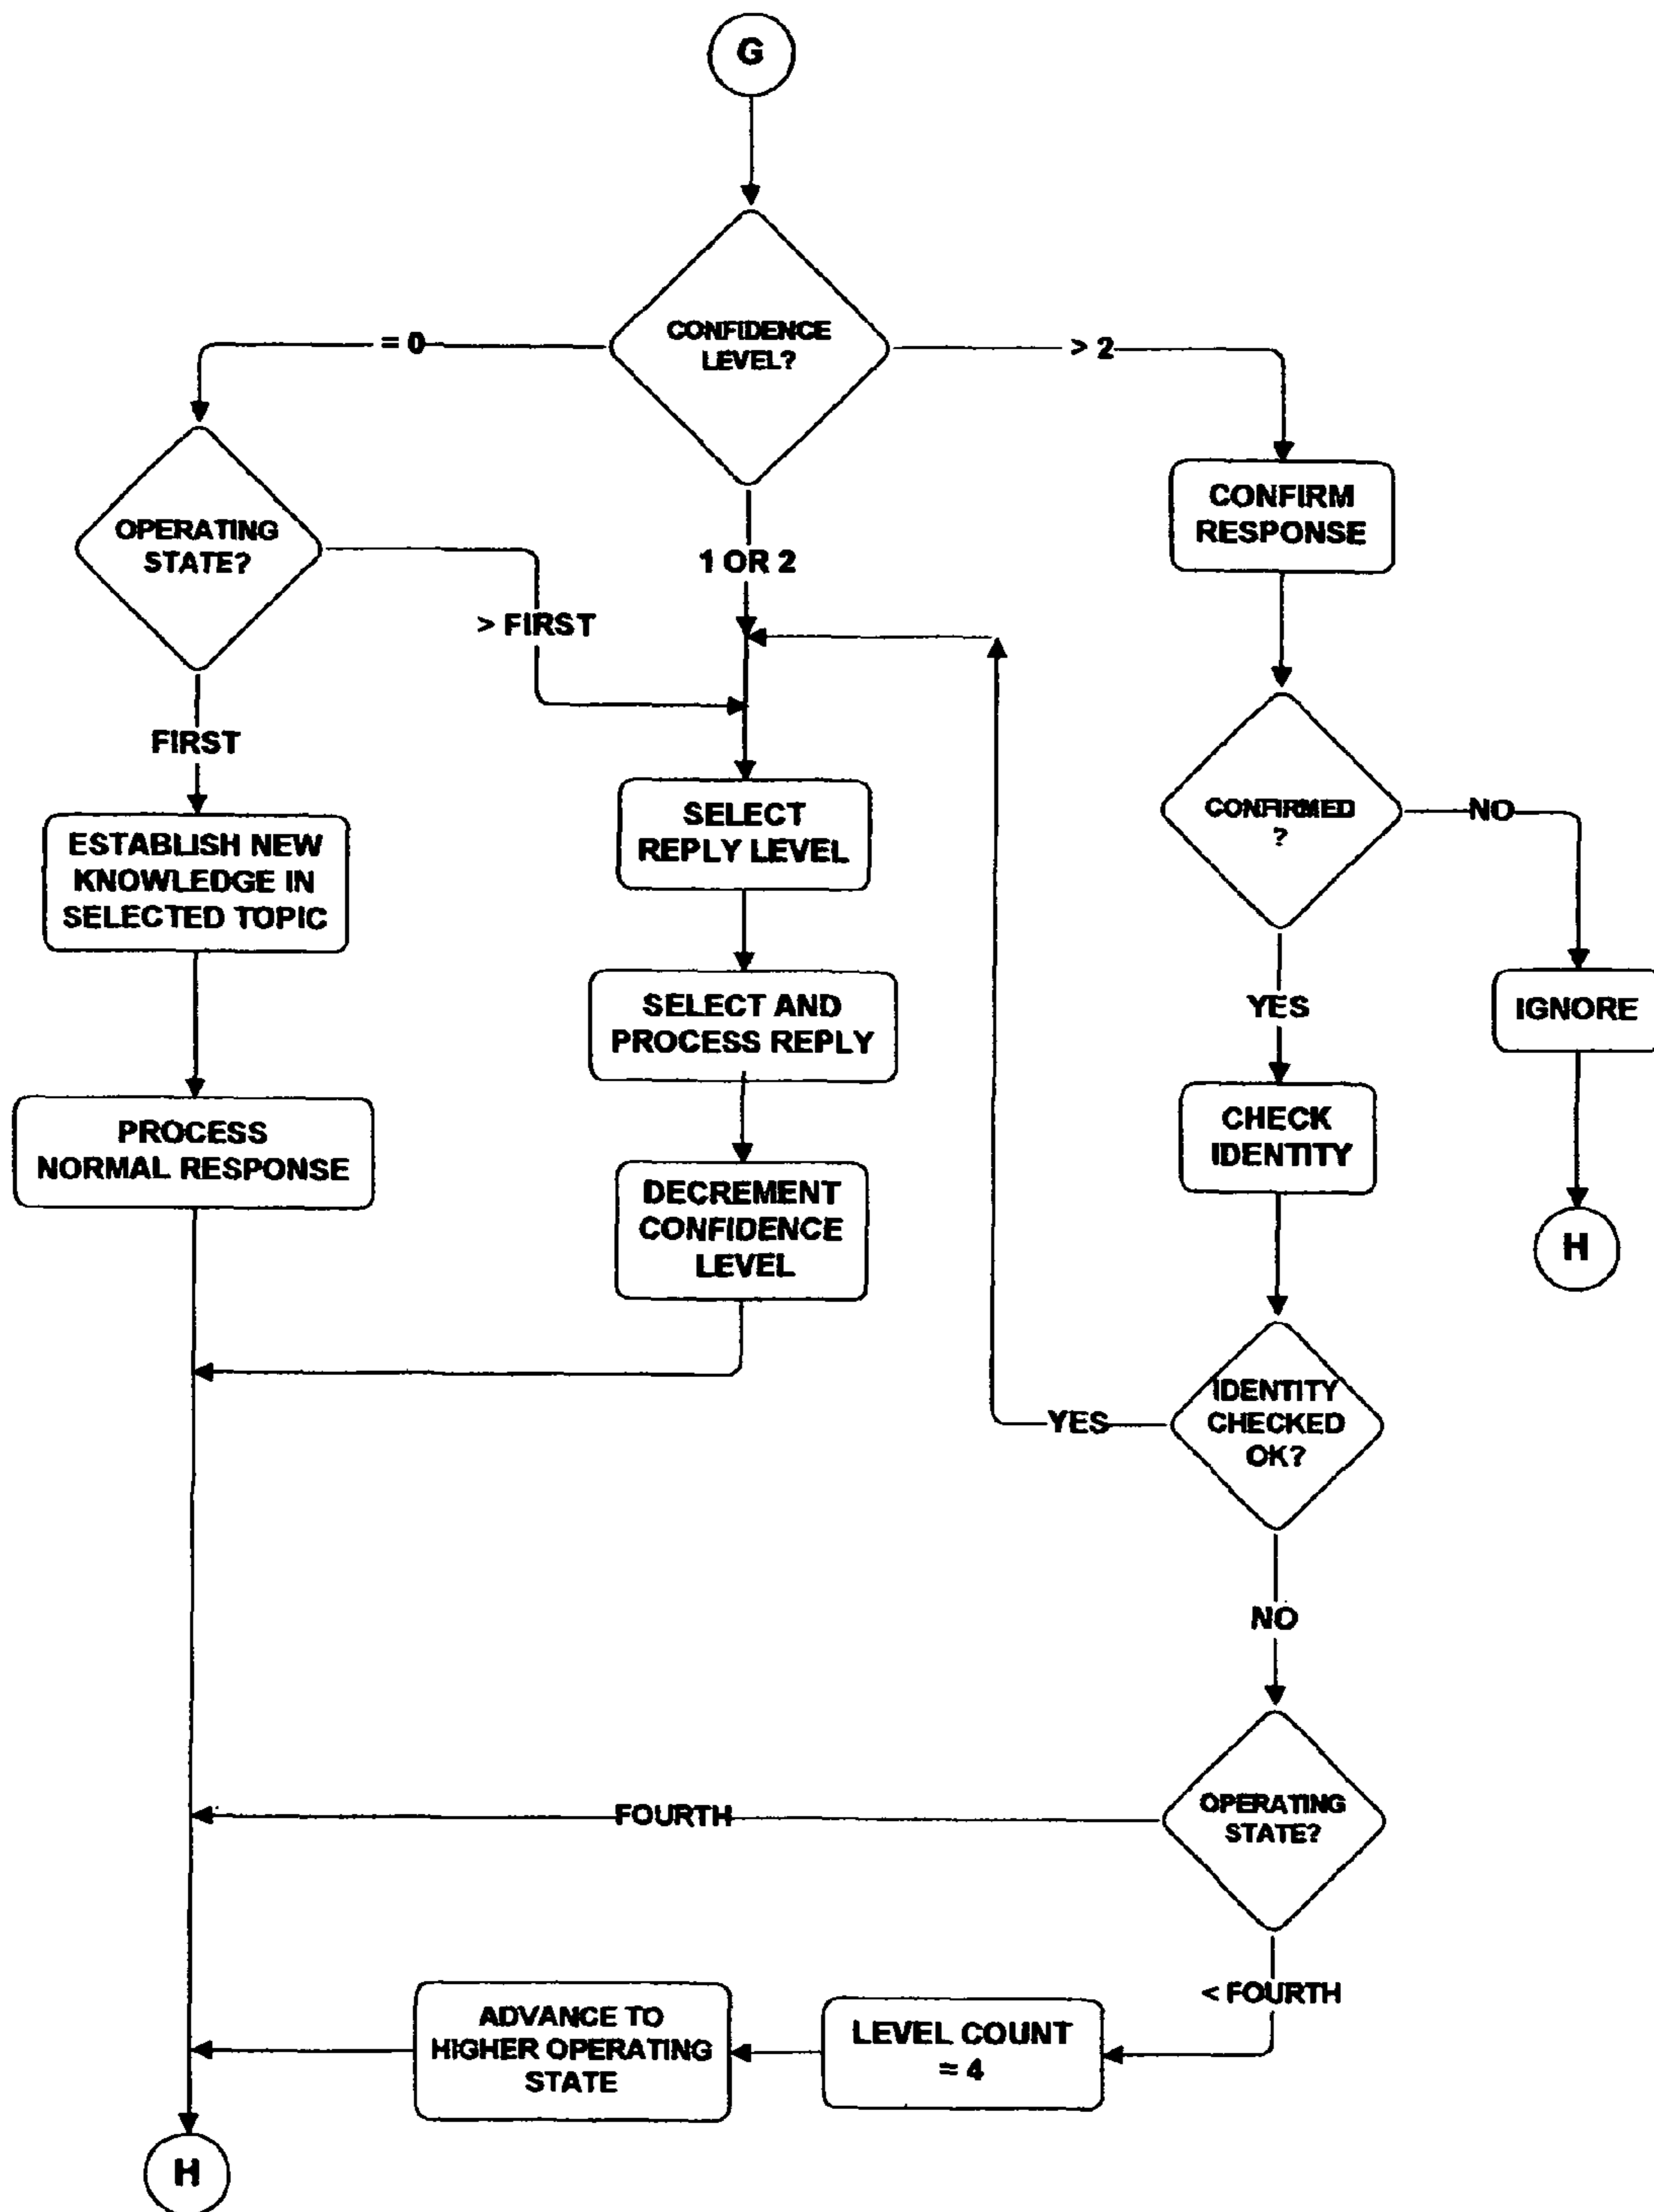 G
CONFIDENCE
LEVEL?
= 0
> 2
1 OR 2
OPERATING
STATE?
> FIRST
FIRST
CONFIRM
RESPONSE
CONFIRMED
?
NO
YES
IGNORE
H
SELECT
REPLY LEVEL
ESTABLISH NEW
KNOWLEDGE IN
SELECTED TOPIC
SELECT AND
PROCESS REPLY
PROCESS
NORMAL RESPONSE
DECREMENT
CONFIDENCE
LEVEL
CHECK
IDENTITY
IDENTITY
CHECKED
OK?
YES
NO
OPERATING
STATE?
FOURTH
< FOURTH
LEVEL COUNT
= 4
ADVANCE TO
HIGHER OPERATING
STATE
H